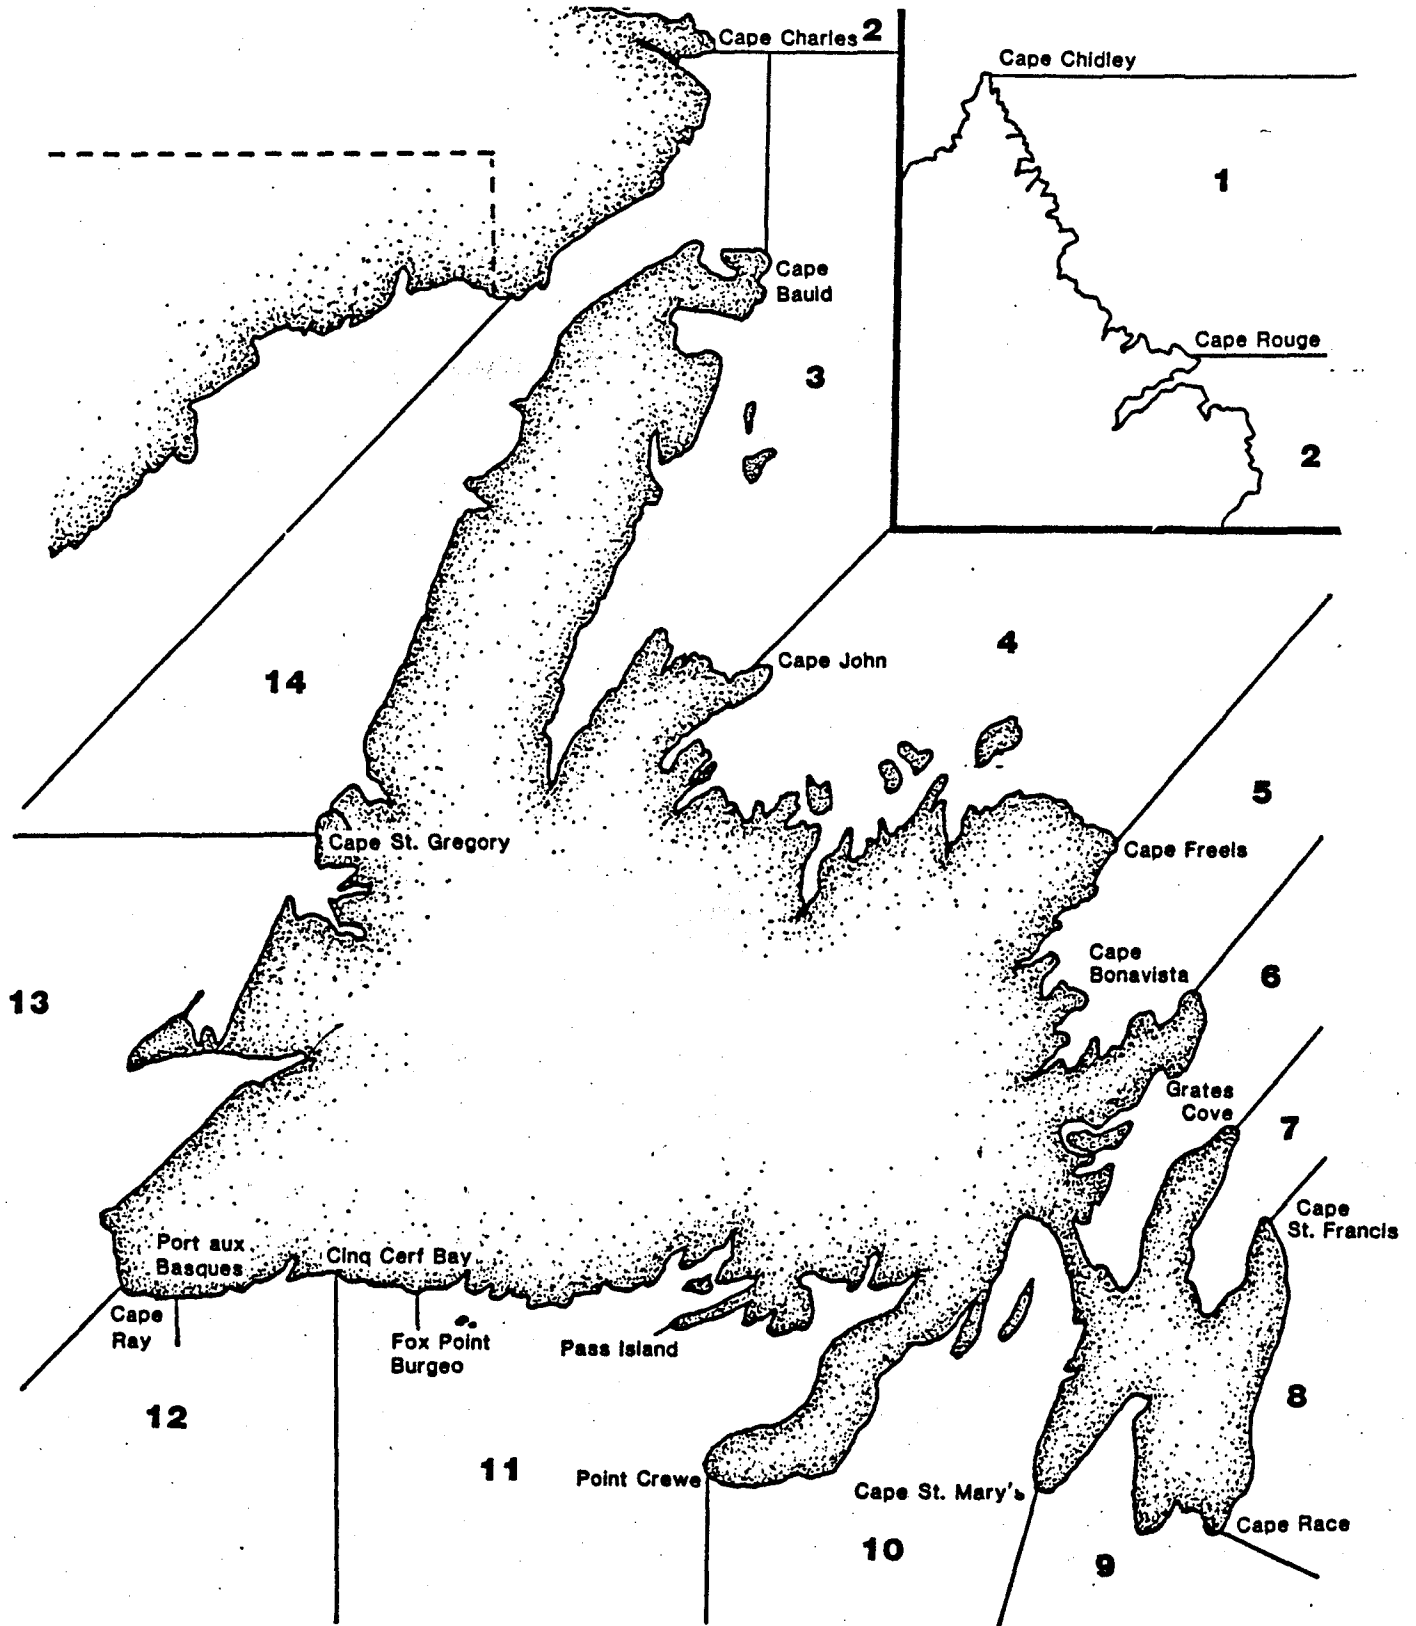 Cape Charles 2
Cape Chidley
1
Cape Rouge
2
Cape
Bauld
3
4
Cape John
14
5
Cape St. Gregory
Cape Freels
Cape
Bonavista
6
13
Grates
Cove
7
Cape
St. Francis
Port aux
Basques
Cinq Cerf Bay
Cape
Ray
Fox Point
Burgeo
Pass Island
8
12
11
Point Crewe
Cape St. Mary's
Cape Race
10
9